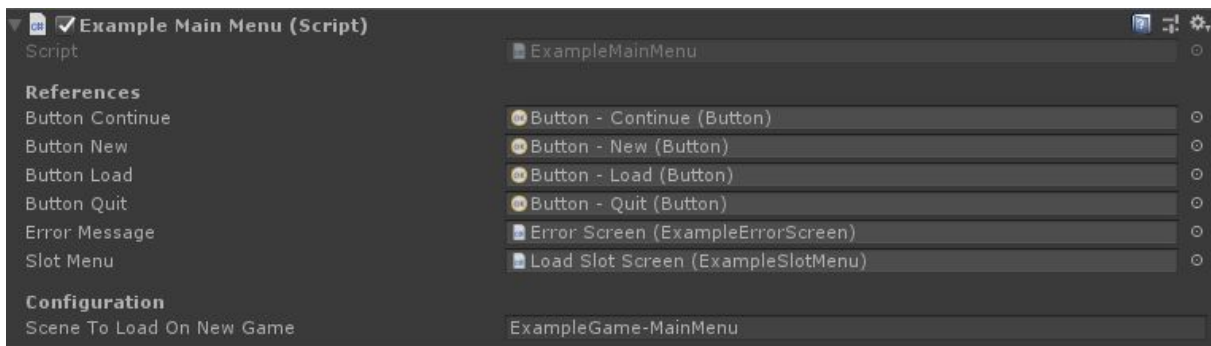 Example Main Menu (Script)
Script ExampleMainMenu
References
Button Continue Button - Continue (Button)
Button New Button - New (Button)
Button Load Button - Load (Button)
Button Quit Button - Quit (Button)
Error Message Error Screen (ExampleErrorScreen)
Slot Menu Load Slot Screen (ExampleSlotMenu)
Configuration
Scene To Load On New Game ExampleGame-MainMenu